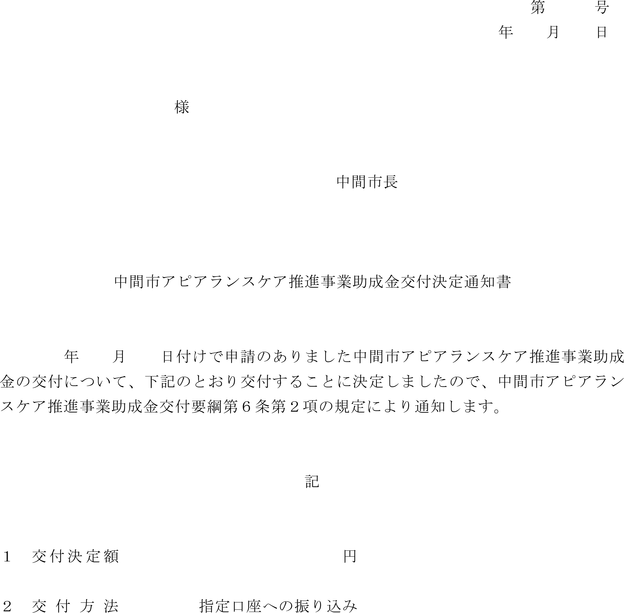 第　　　号
年　　月　　日
様
中間市長
中間市アピアランスケア推進事業助成金交付決定通知書
年　　月　　日付けで申請のありました中間市アピアランスケア推進事業助成
金の交付について、下記のとおり交付することに決定しましたので、中間市アピアラン
スケア推進事業助成金交付要綱第６条第２項の規定により通知します。
記
１　交付決定額　　　　　　　　　　　　　　円
２　交 付 方 法　　　　　指定口座への振り込み